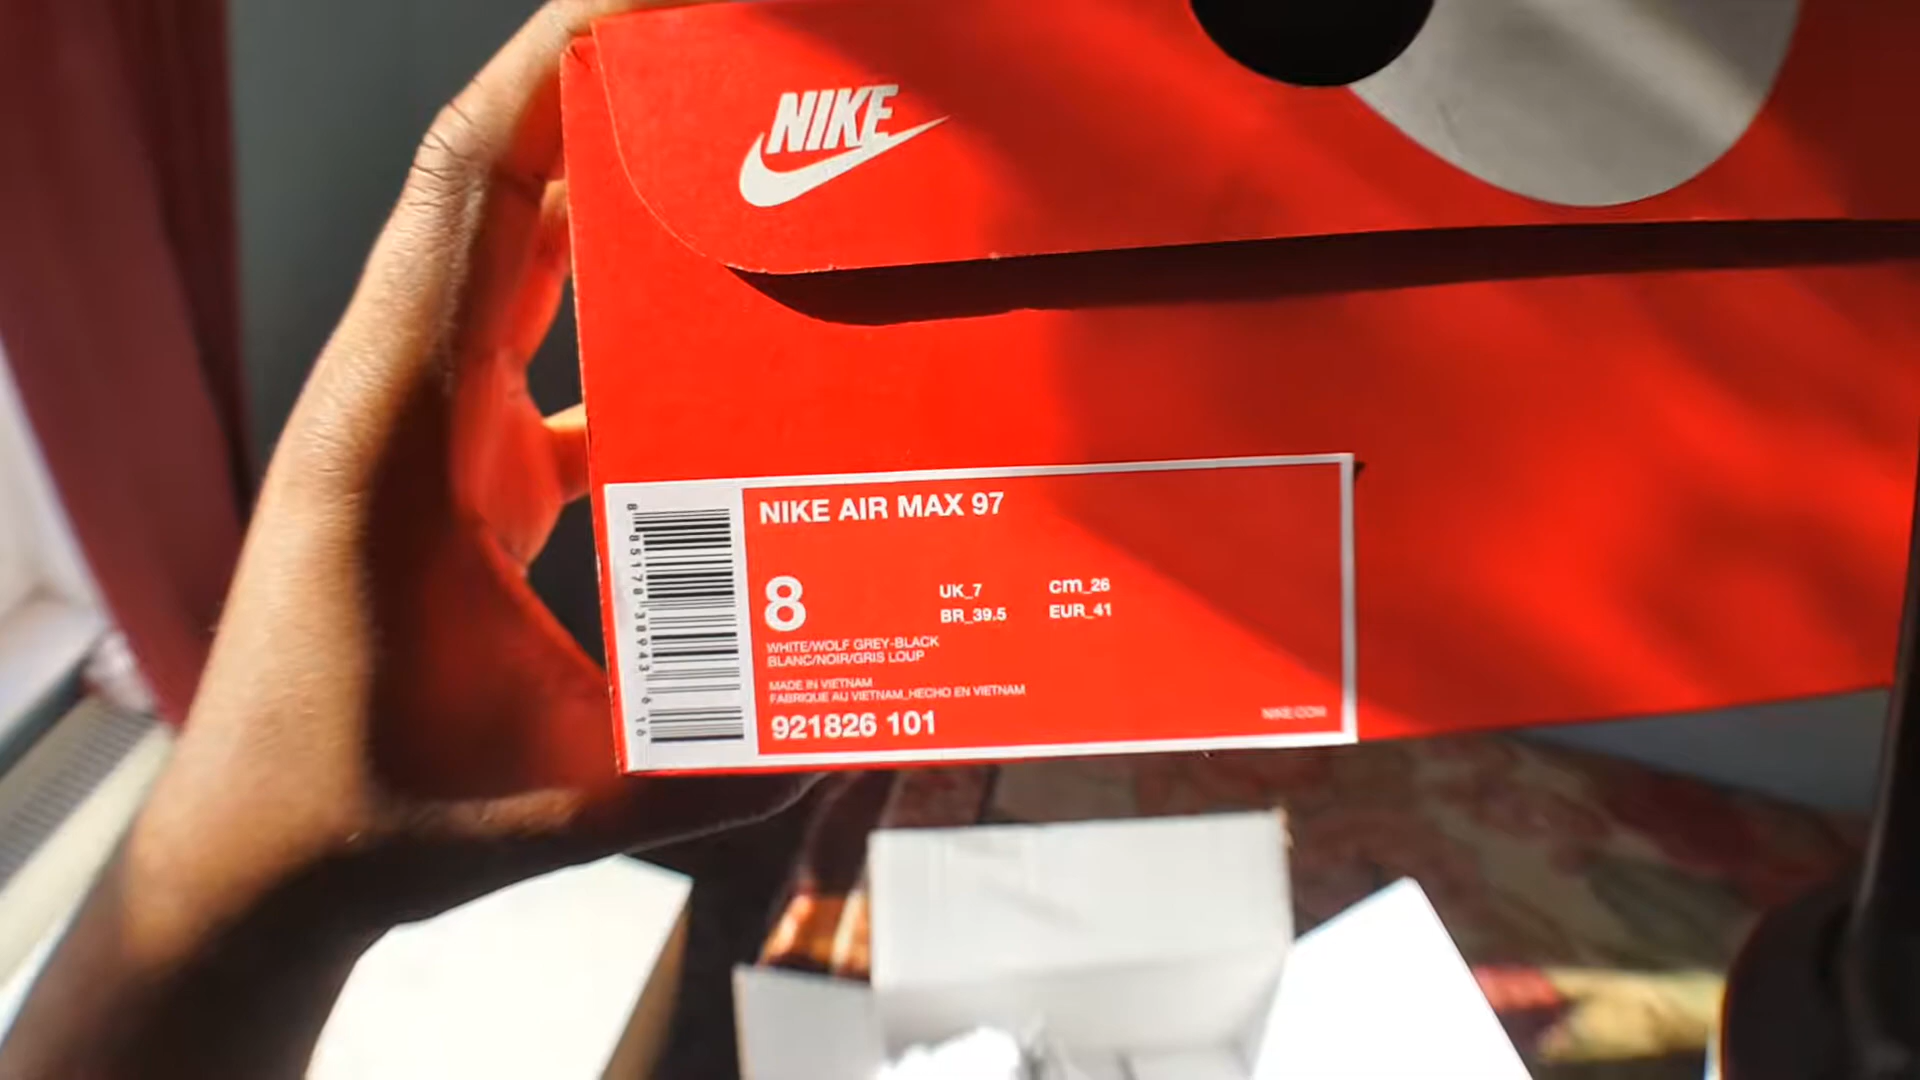 NIKE
NIKE AIR MAX 97
8
UK_7
cm_26
BR_39.5
EUR_41
WHITE/WOLF GREY-BLACK
BLANC/NOIR/GRIS LOUP
MADE IN VIETNAM
FABRIQUE AU VIETNAM_HECHO EN VIETNAM
921826 101
NIKE.COM